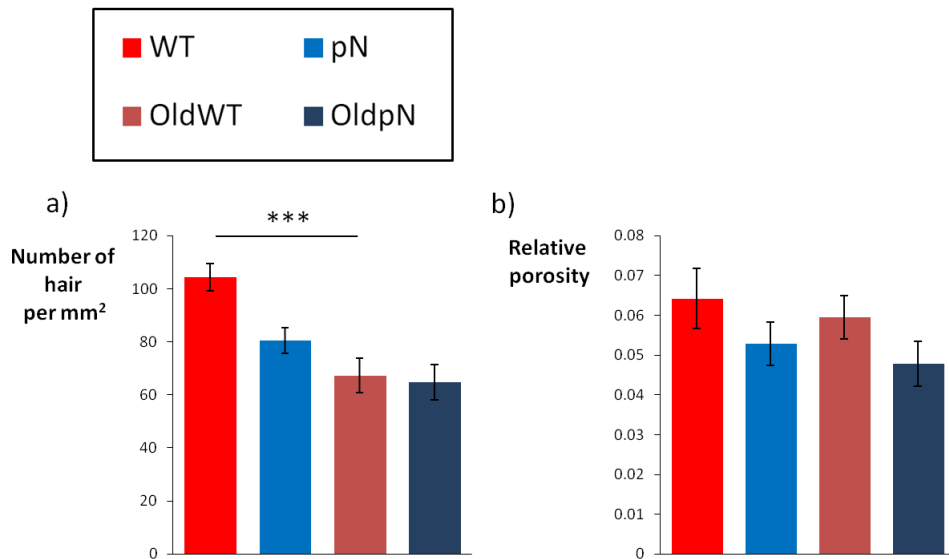 WT pN
OldWT OldpN
a)
***
Number of
hair
per mm²
120
100
80
60
40
20
0
b)
Relative
porosity
0.08
0.07
0.06
0.05
0.04
0.03
0.02
0.01
0